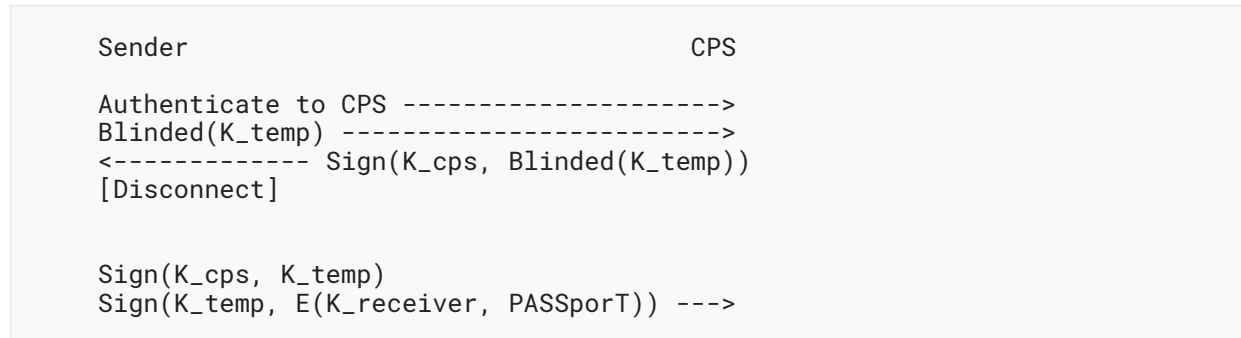 Sender                                 CPS
Authenticate to CPS --------------------->
Blinded(K_temp) ------------------------->
<------------- Sign(K_cps, Blinded(K_temp))
[Disconnect]
Sign(K_cps, K_temp)
Sign(K_temp, E(K_receiver, PASSporT)) --->